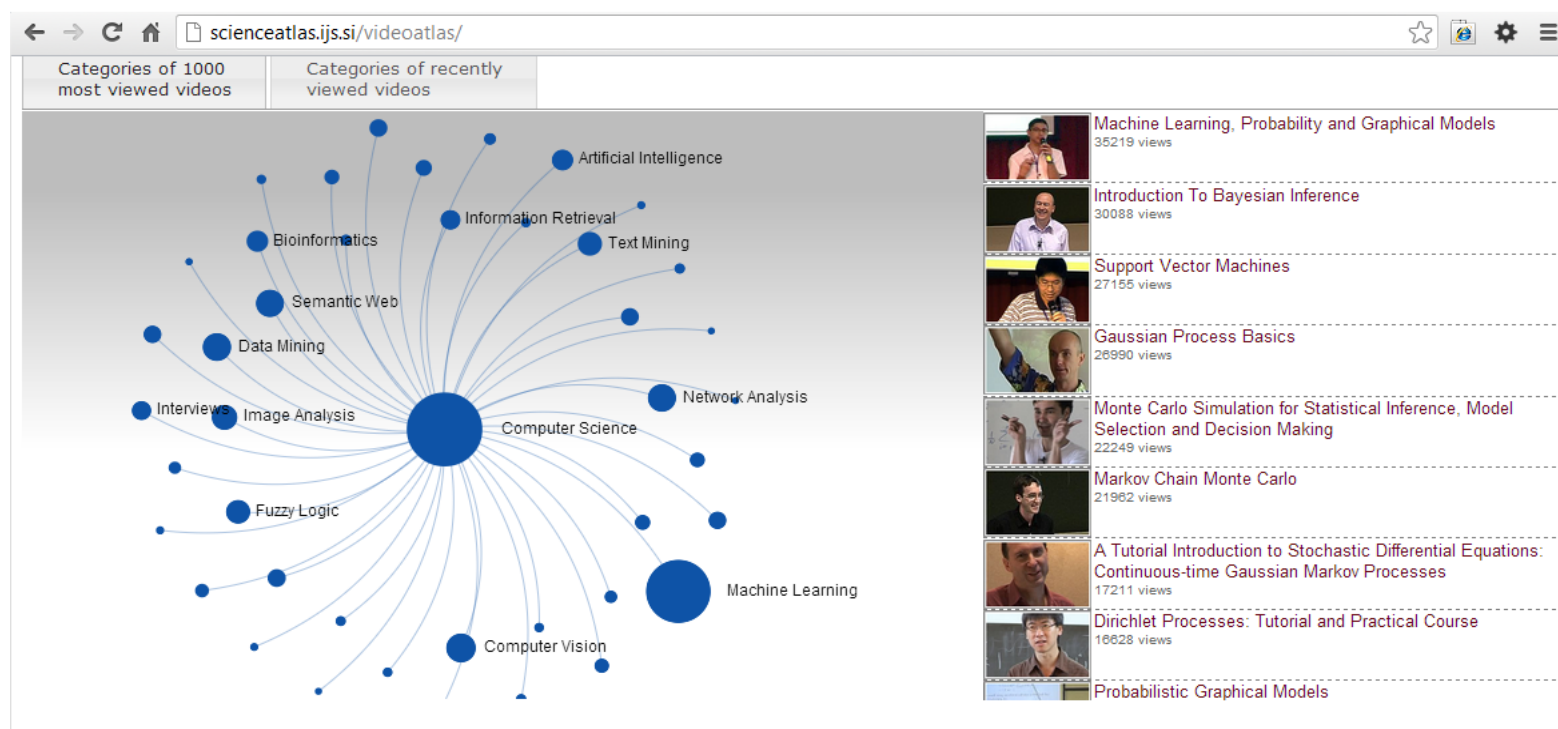 scienceatlas.ijs.si/videoatlas/
Categories of 1000
most viewed videos
Categories of recently
viewed videos
Artificial Intelligence
Information Retrieval
Bioinformatics
Text Mining
Semantic Web
Data Mining
Network Analysis
Interviews
Image Analysis
Computer Science
Fuzzy Logic
Machine Learning
Computer Vision
Machine Learning, Probability and Graphical Models
35219 views
Introduction To Bayesian Inference
30088 views
Support Vector Machines
27155 views
Gaussian Process Basics
26990 views
Monte Carlo Simulation for Statistical Inference, Model
Selection and Decision Making
22249 views
Markov Chain Monte Carlo
21962 views
A Tutorial Introduction to Stochastic Differential Equations:
Continuous-time Gaussian Markov Processes
17211 views
Dirichlet Processes: Tutorial and Practical Course
16628 views
Probabilistic Graphical Models